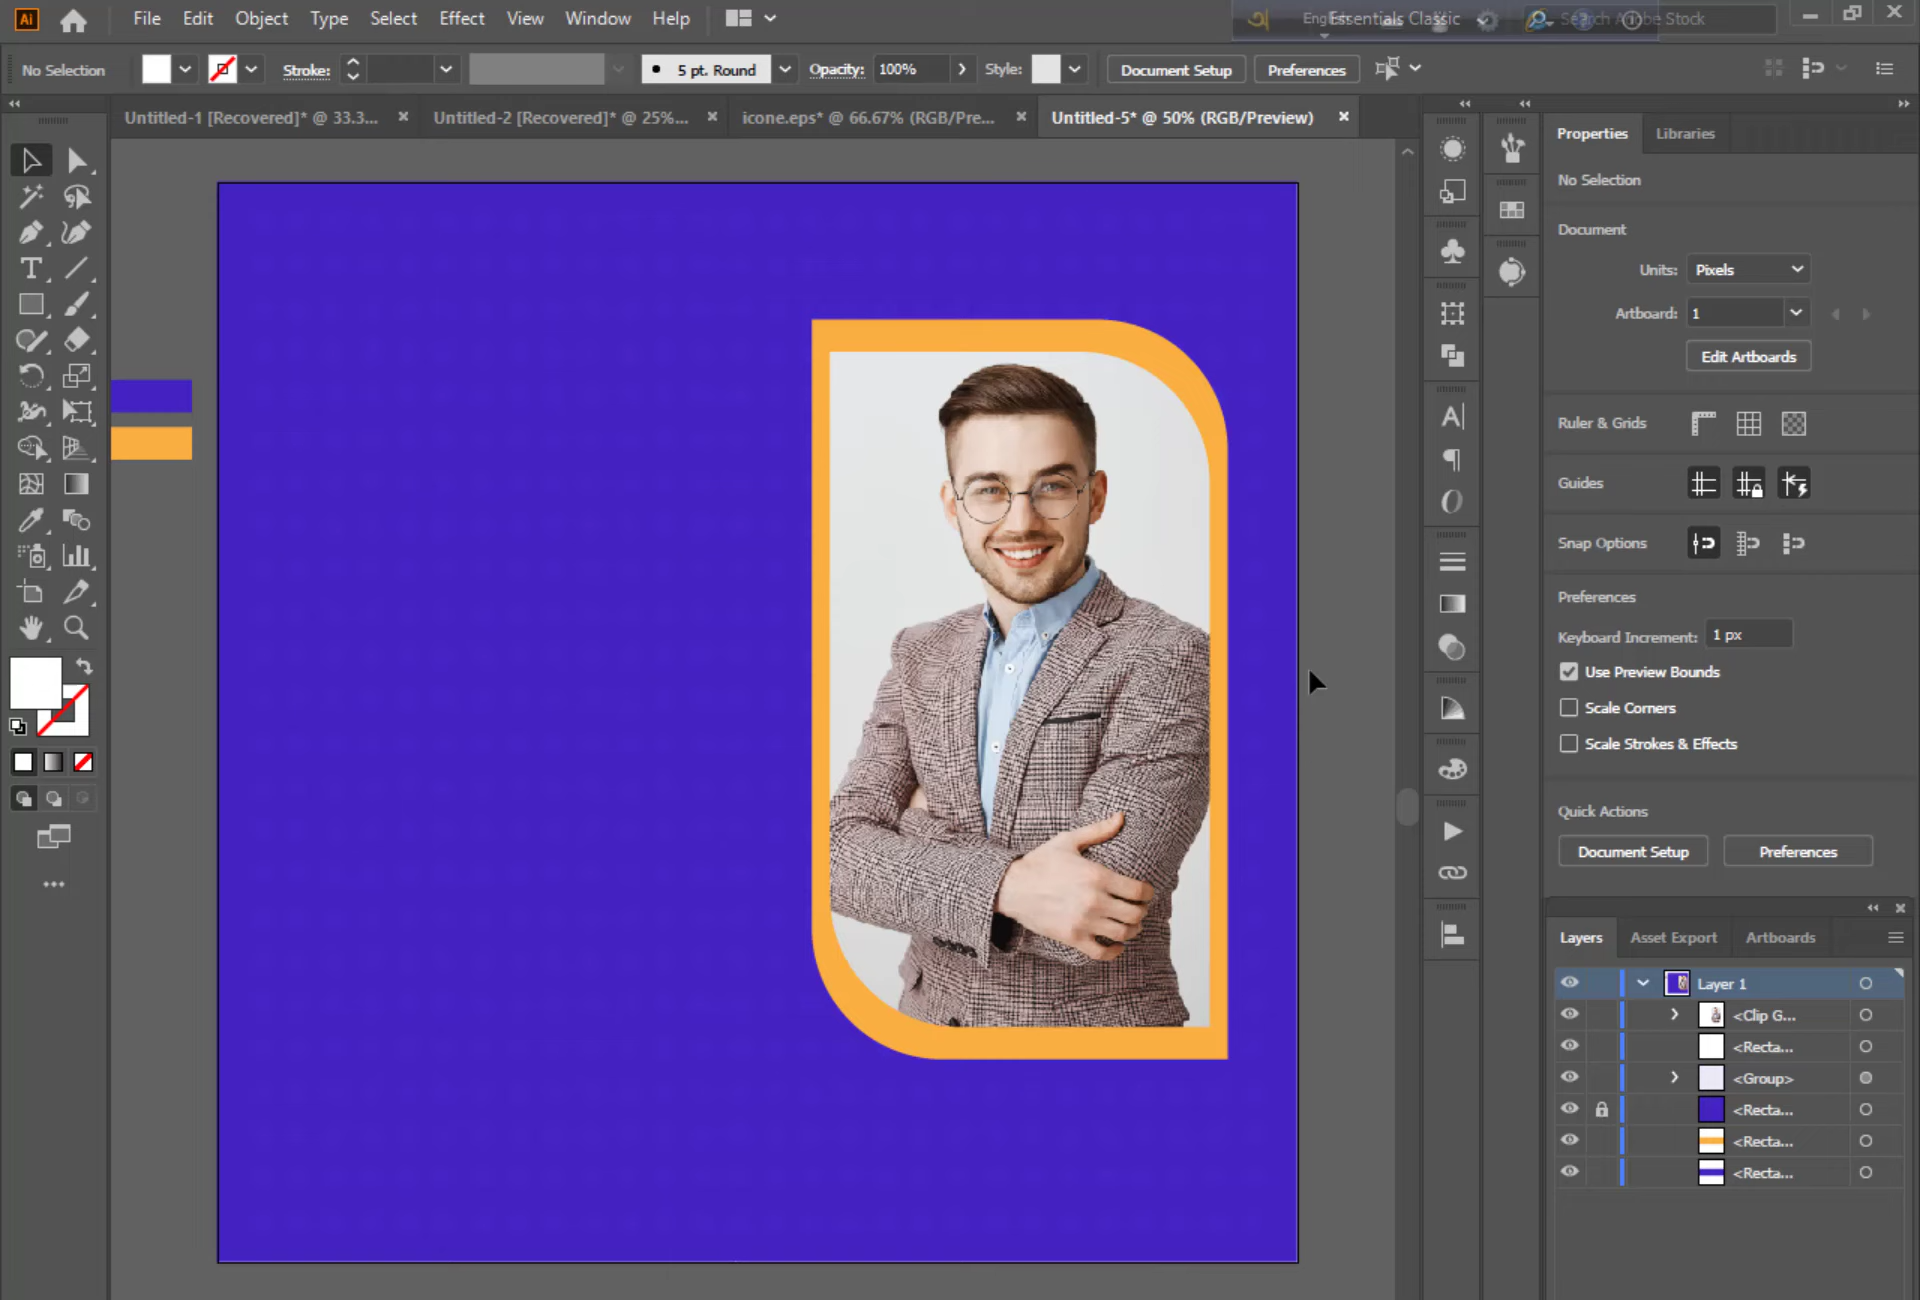 Ai File Edit Object Type Select Effect View Window Help
অ English Essentials Classic Search Adobe Stock
No Selection Stroke: 5 pt. Round Opacity: 100% Style: Document Setup Preferences
Untitled-1 [Recovered]* @ 33.3... Untitled-2 [Recovered]* @ 25%... icone.eps* @ 66.67% (RGB/Pre... Untitled-5* @ 50% (RGB/Preview)
Properties Libraries
No Selection
Document
Units: Pixels
Artboard: 1
Edit Artboards
Ruler & Grids
Guides
Snap Options
Preferences
Keyboard Increment: 1 px
Use Preview Bounds
Scale Corners
Scale Strokes & Effects
Quick Actions
Document Setup Preferences
Layers Asset Export Artboards
Layer 1
<Clip G...
<Recta...
<Group>
<Recta...
<Recta...
<Recta...